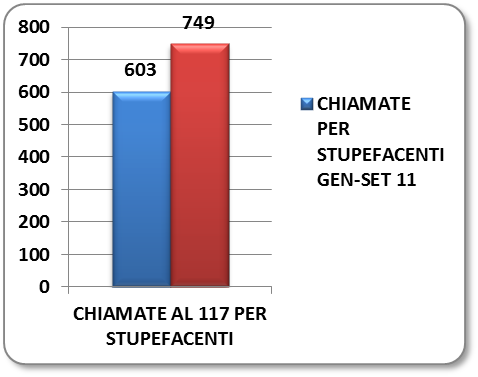 800
700
600
500
400
300
200
100
0
603
749
CHIAMATE AL 117 PER
STUPEFACENTI
CHIAMATE
PER
STUPEFACENTI
GEN-SET 11